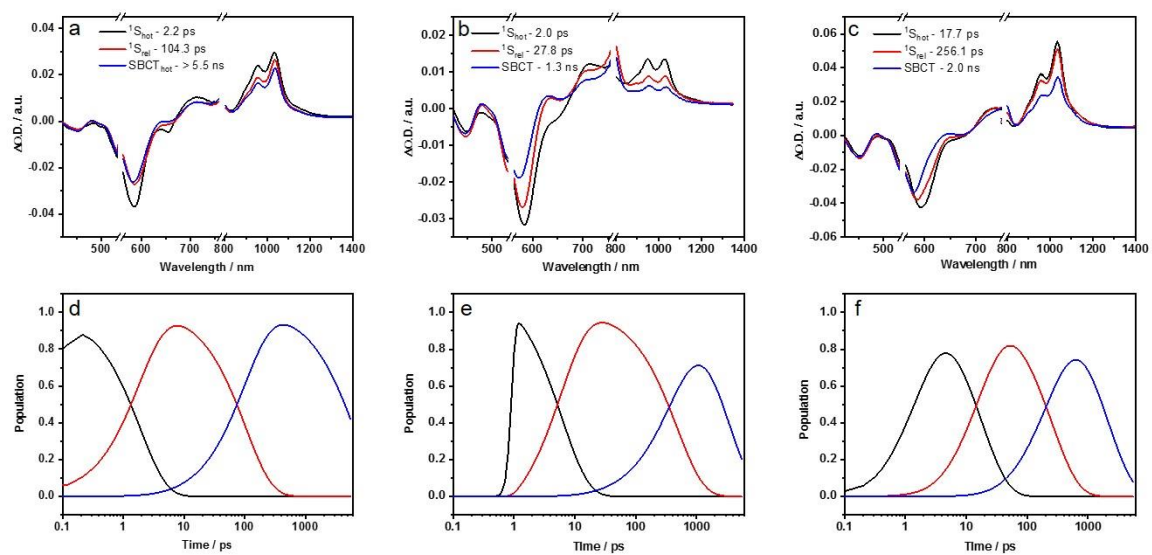 a
¹S_hot - 2.2 ps
¹S_rel - 104.3 ps
SBCT_hot - > 5.5 ns
0.04
0.02
0.00
-0.02
-0.04
ΔO.D. / a.u.
500 600 700 800 1000 1200 1400
Wavelength / nm
b
¹S_hot - 2.0 ps
¹S_rel - 27.8 ps
SBCT - 1.3 ns
0.02
0.01
0.00
-0.01
-0.02
-0.03
ΔO.D. / a.u.
500 600 700 800 1000 1200 1400
Wavelength / nm
c
¹S_hot - 17.7 ps
¹S_rel - 256.1 ps
SBCT - 2.0 ns
0.06
0.04
0.02
0.00
-0.02
-0.04
-0.06
ΔO.D. / a.u.
500 600 700 800 1000 1200 1400
Wavelength / nm
d
1.0
0.8
0.6
0.4
0.2
0.0
Population
0.1 1 10 100 1000
Time / ps
e
1.0
0.8
0.6
0.4
0.2
0.0
Population
0.1 1 10 100 1000
Time / ps
f
1.0
0.8
0.6
0.4
0.2
0.0
Population
0.1 1 10 100 1000
Time / ps